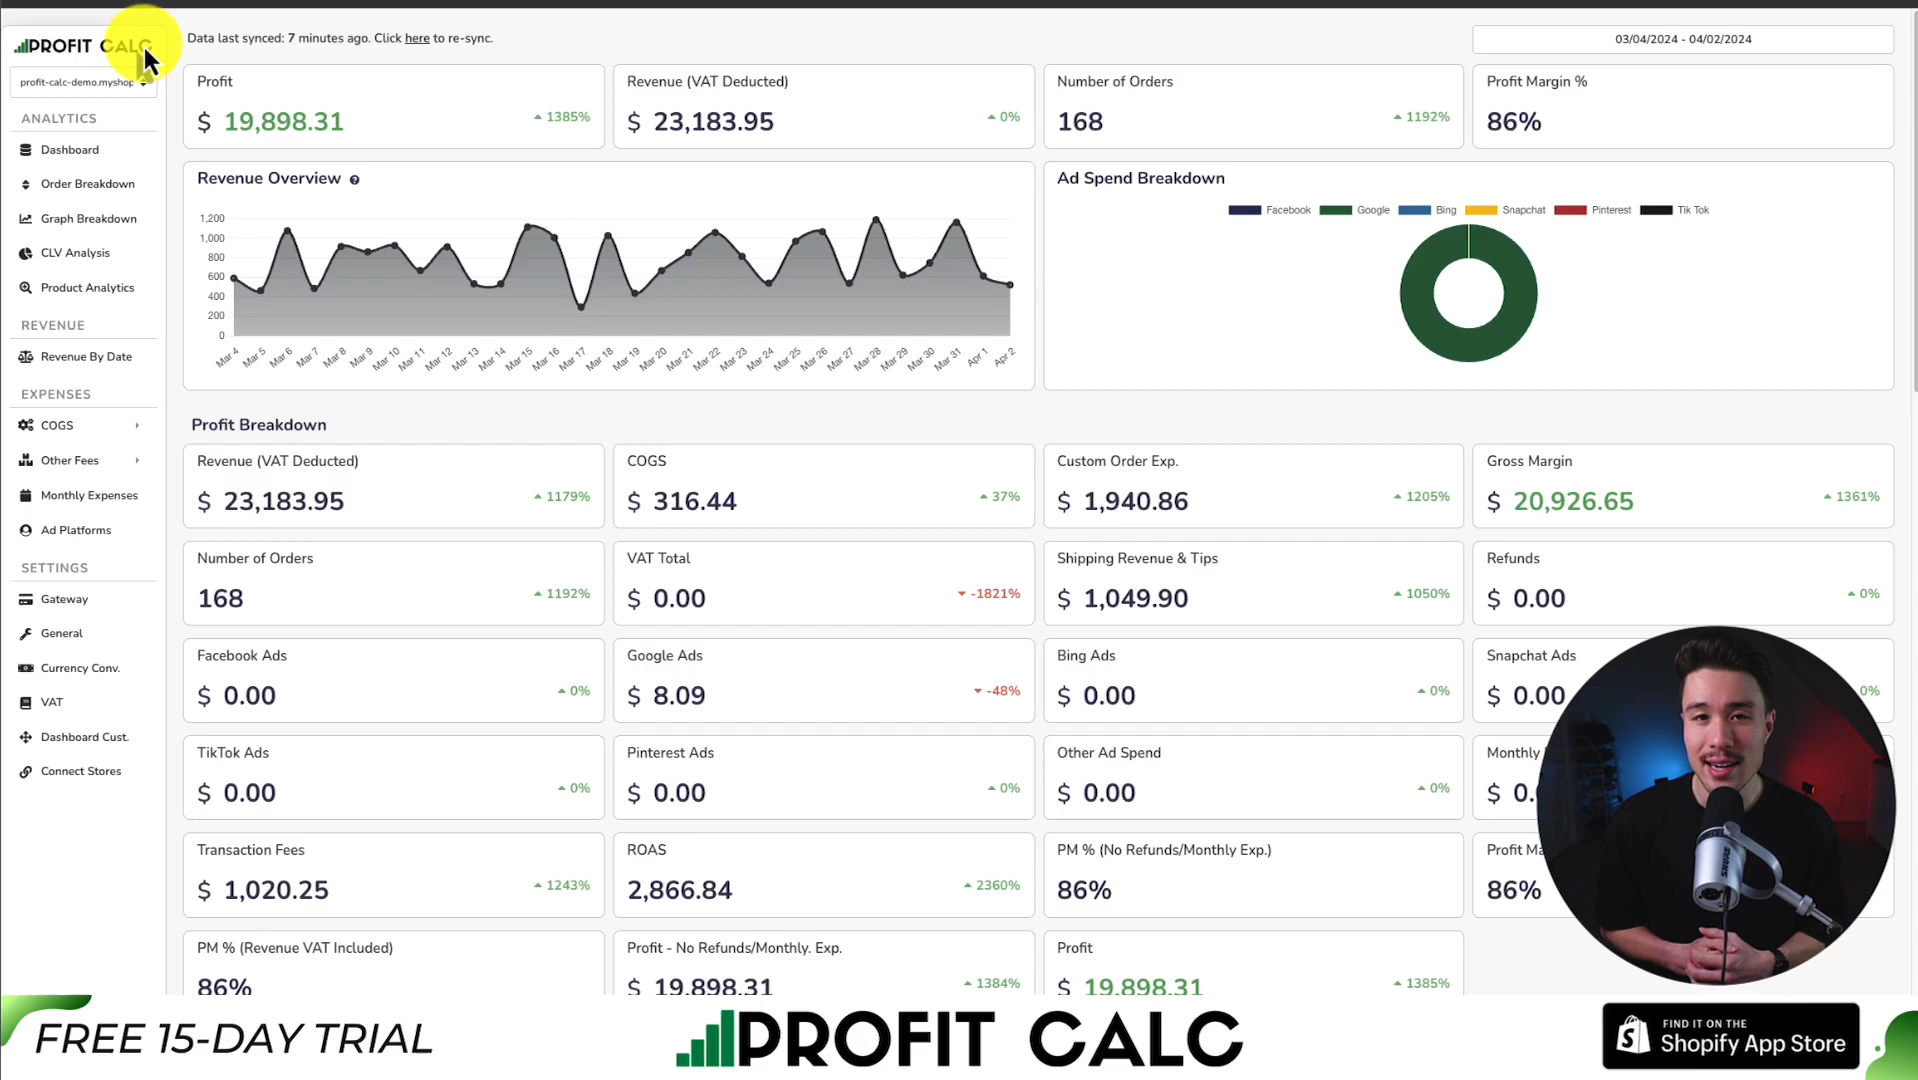 PROFIT CALC
profit-calc-demo.myshop
ANALYTICS
Dashboard
Order Breakdown
Graph Breakdown
CLV Analysis
Product Analytics
REVENUE
Revenue By Date
EXPENSES
COGS
Other Fees
Monthly Expenses
Ad Platforms
SETTINGS
Gateway
General
Currency Conv.
VAT
Dashboard Cust.
Connect Stores
Data last synced: 7 minutes ago. Click here to re-sync.
03/04/2024 - 04/02/2024
Profit
$ 19,898.31 1385%
Revenue (VAT Deducted)
$ 23,183.95 0%
Number of Orders
168 1192%
Profit Margin %
86%
Revenue Overview
1,200
1,000
800
600
400
200
0
Mar 4 Mar 5 Mar 6 Mar 7 Mar 8 Mar 9 Mar 10 Mar 11 Mar 12 Mar 13 Mar 14 Mar 15 Mar 16 Mar 17 Mar 18 Mar 19 Mar 20 Mar 21 Mar 22 Mar 23 Mar 24 Mar 25 Mar 26 Mar 27 Mar 28 Mar 29 Mar 30 Mar 31 Apr 1 Apr 2
Ad Spend Breakdown
Facebook Google Bing Snapchat Pinterest Tik Tok
Profit Breakdown
Revenue (VAT Deducted)
$ 23,183.95 1179%
COGS
$ 316.44 37%
Custom Order Exp.
$ 1,940.86 1205%
Gross Margin
$ 20,926.65 1361%
Number of Orders
168 1192%
VAT Total
$ 0.00 -1821%
Shipping Revenue & Tips
$ 1,049.90 1050%
Refunds
$ 0.00 0%
Facebook Ads
$ 0.00 0%
Google Ads
$ 8.09 -48%
Bing Ads
$ 0.00 0%
Snapchat Ads
$ 0.00 0%
TikTok Ads
$ 0.00 0%
Pinterest Ads
$ 0.00 0%
Other Ad Spend
$ 0.00 0%
Monthly
$ 0.
Transaction Fees
$ 1,020.25 1243%
ROAS
2,866.84 2360%
PM % (No Refunds/Monthly Exp.)
86%
Profit Ma
86%
PM % (Revenue VAT Included)
86%
Profit - No Refunds/Monthly. Exp.
$ 19,898.31 1384%
Profit
$ 19,898.31 1385%
SHURE
FREE 15-DAY TRIAL
PROFIT CALC
FIND IT ON THE
Shopify App Store